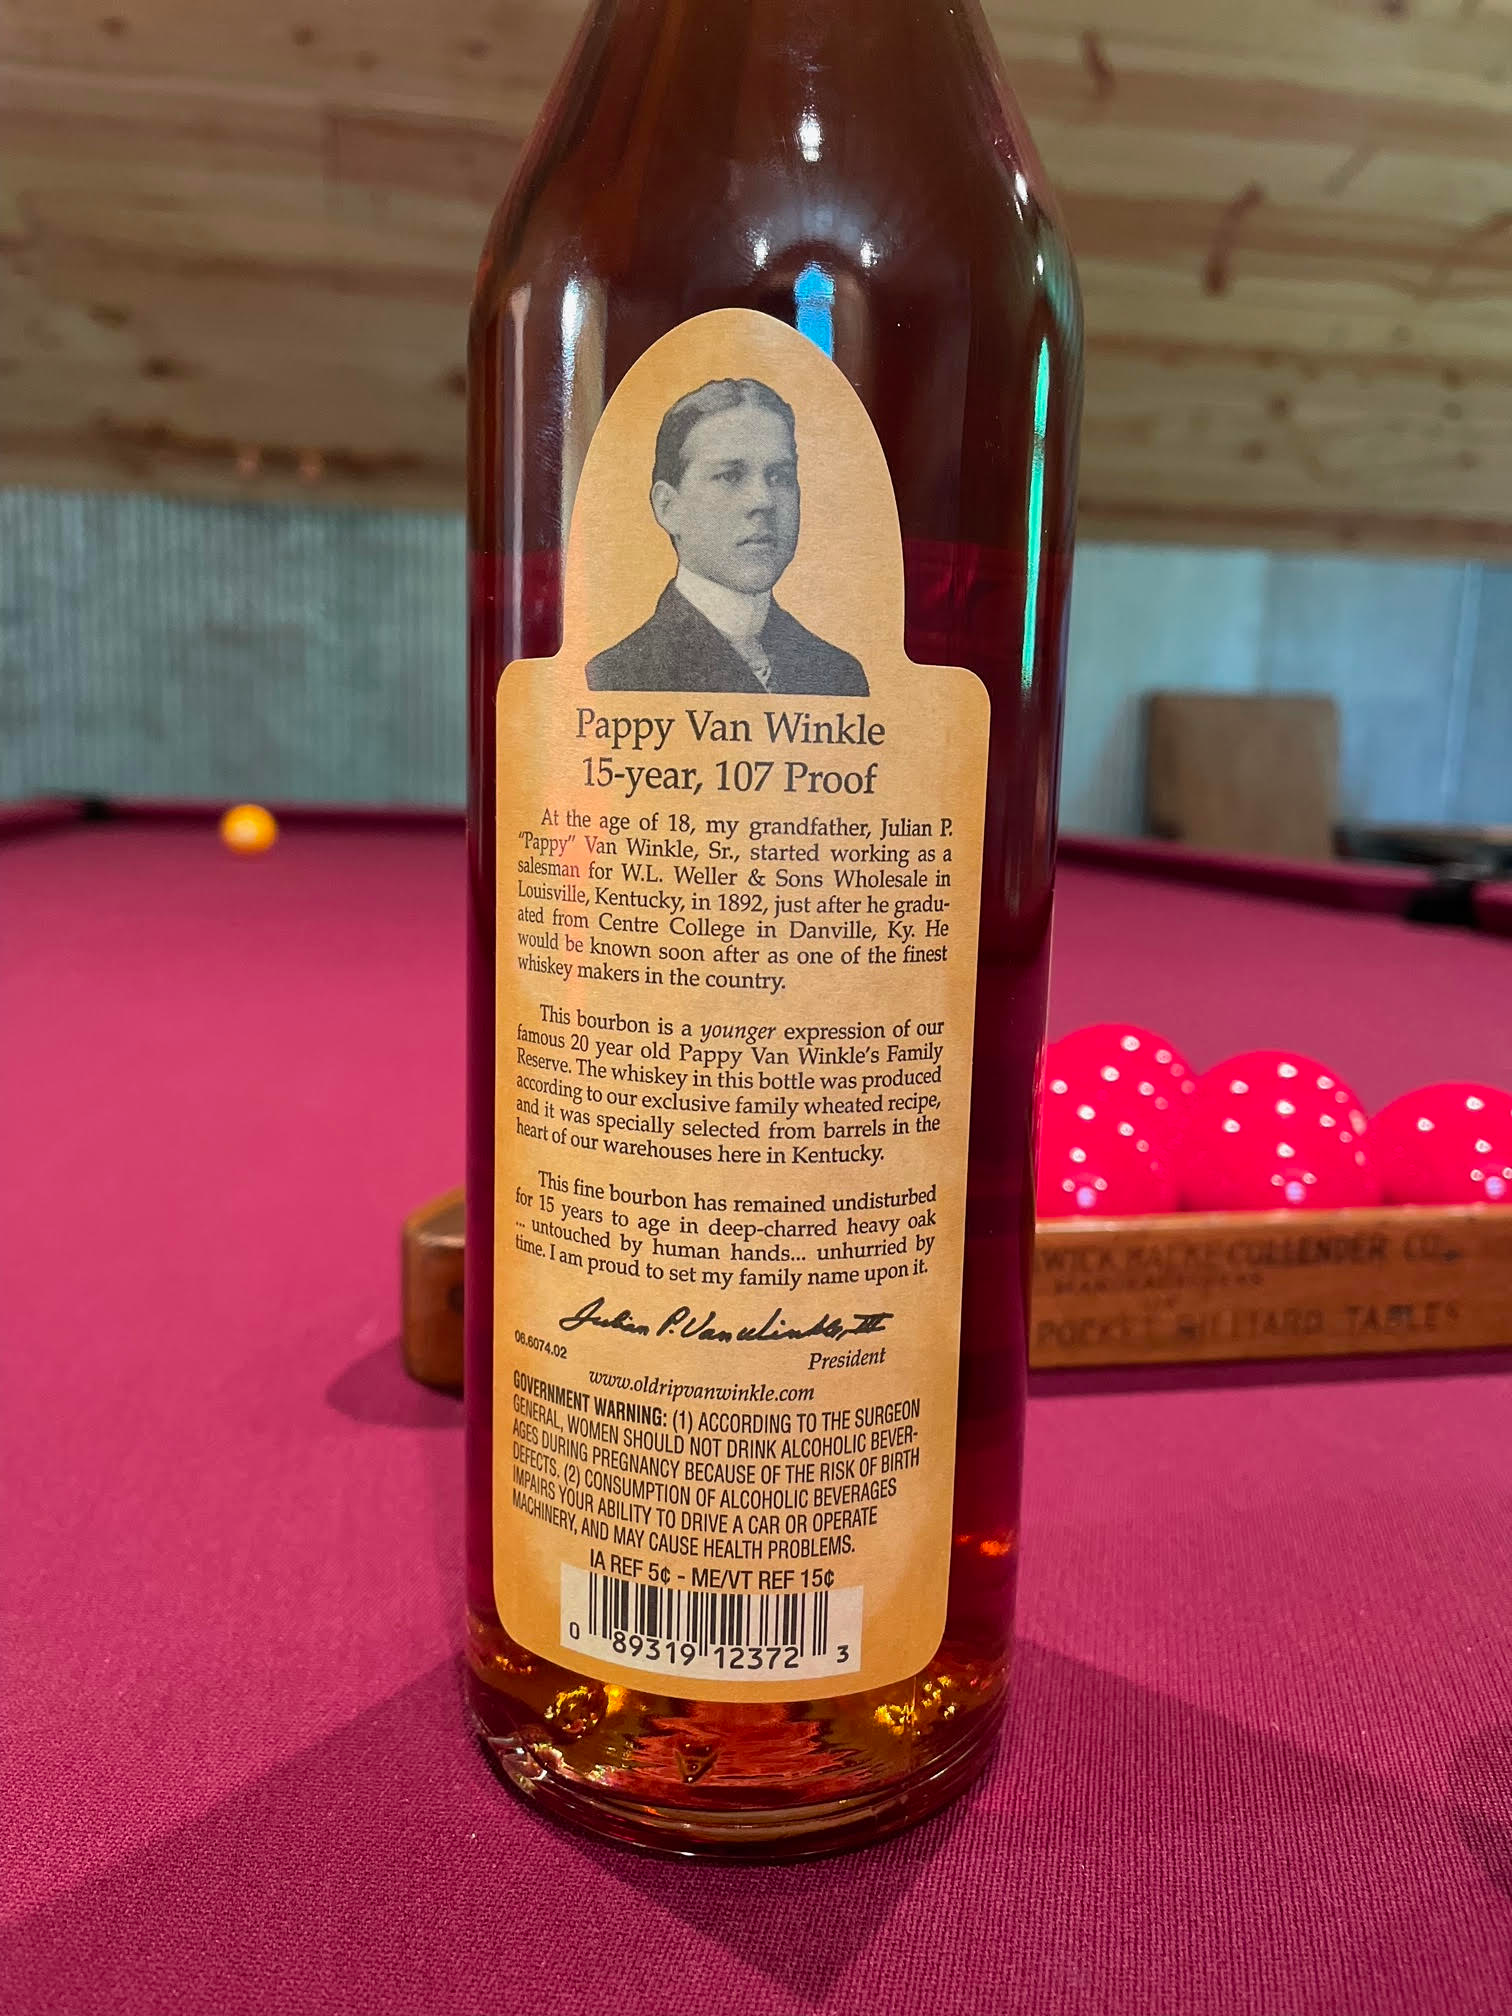 Pappy Van Winkle
15-year, 107 Proof
At the age of 18, my grandfather, Julian P.
"Pappy" Van Winkle, Sr., started working as a
salesman for W.L. Weller & Sons Wholesale in
Louisville, Kentucky, in 1892, just after he gradu-
ated from Centre College in Danville, Ky. He
would be known soon after as one of the finest
whiskey makers in the country.
This bourbon is a younger expression of our
famous 20 year old Pappy Van Winkle's Family
Reserve. The whiskey in this bottle was produced
according to our exclusive family wheated recipe,
and it was specially selected from barrels in the
heart of our warehouses here in Kentucky.
This fine bourbon has remained undisturbed
for 15 years to age in deep-charred heavy oak
... untouched by human hands... unhurried by
time. I am proud to set my family name upon it.
Julian P. Van Winkle, III
06.6074.02
President
www.oldripvanwinkle.com
GOVERNMENT WARNING: (1) ACCORDING TO THE SURGEON
GENERAL, WOMEN SHOULD NOT DRINK ALCOHOLIC BEVER-
AGES DURING PREGNANCY BECAUSE OF THE RISK OF BIRTH
DEFECTS. (2) CONSUMPTION OF ALCOHOLIC BEVERAGES
IMPAIRS YOUR ABILITY TO DRIVE A CAR OR OPERATE
MACHINERY, AND MAY CAUSE HEALTH PROBLEMS.
IA REF 5¢ - ME/VT REF 15¢
0 89319 12372 3
WICK BALKE COLLENDER CO.
POCKET BILLIARD TABLES